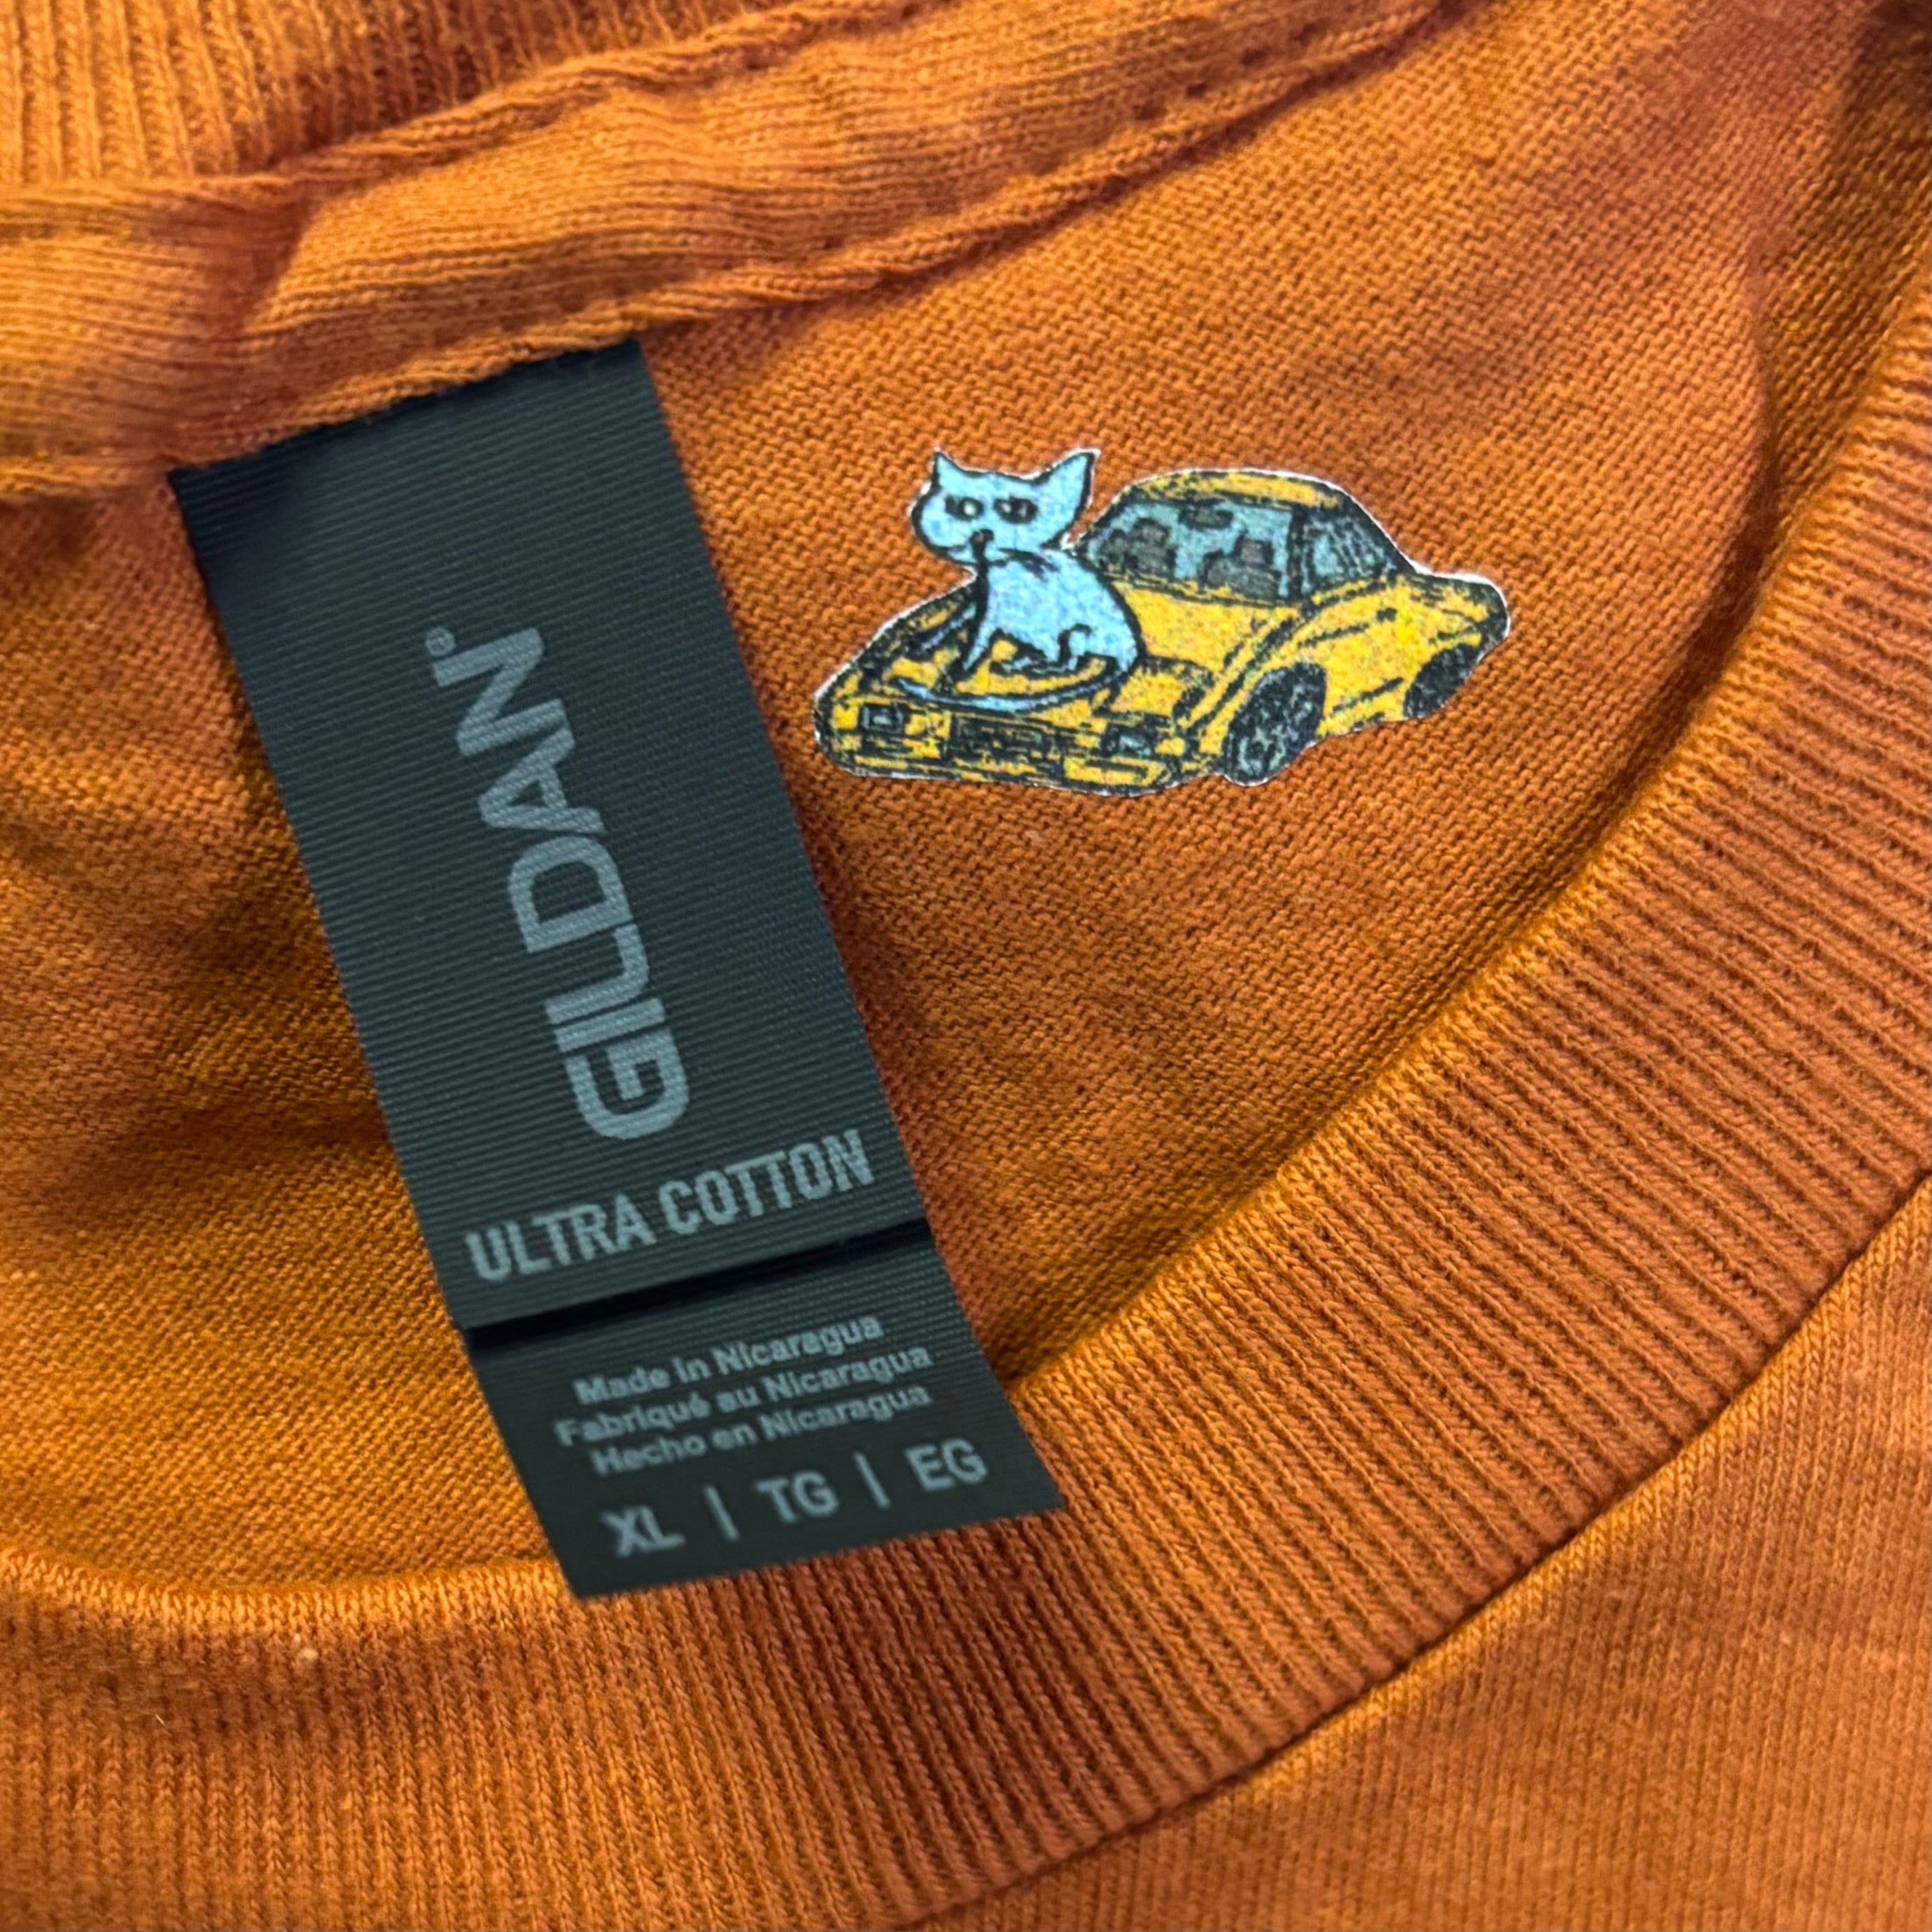 GILDAN®
ULTRA COTTON
Made in Nicaragua
Fabriqué au Nicaragua
Hecho en Nicaragua
XL | TG | EG